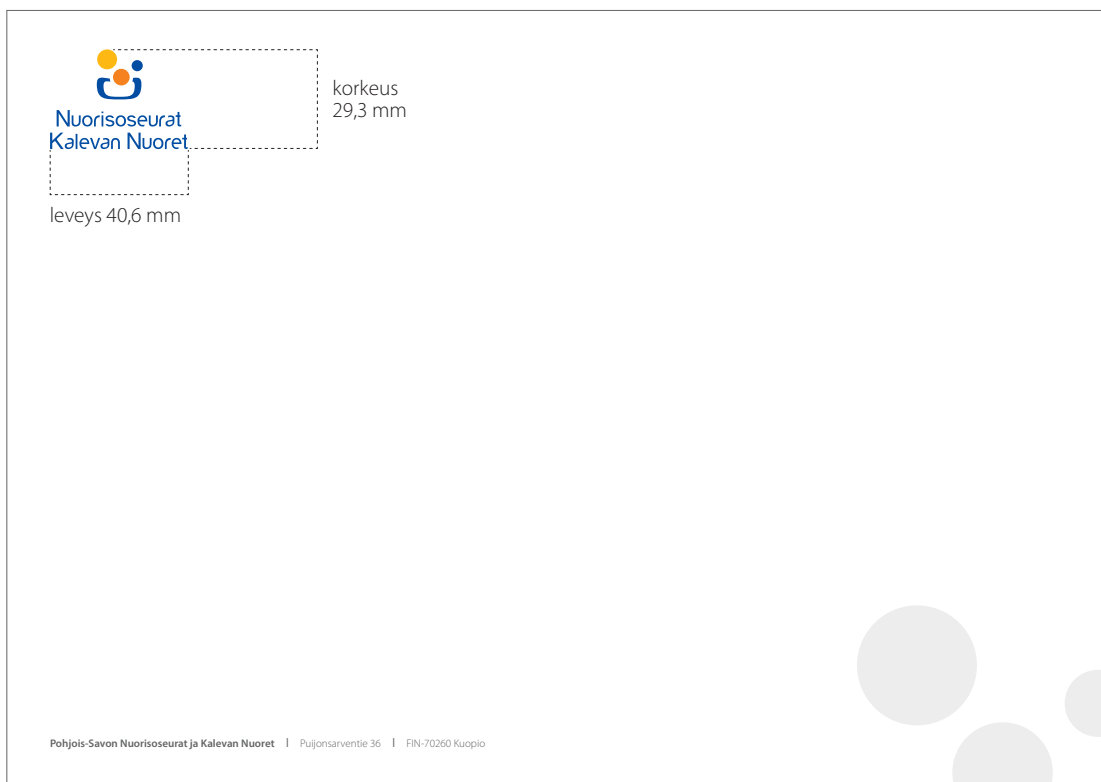 korkeus
29,3 mm
Nuorisoseurat
Kalevan Nuoret
leveys 40,6 mm
Pohjois-Savon Nuorisoseurat ja Kalevan Nuoret | Puijonsarventie 36 | FIN-70260 Kuopio